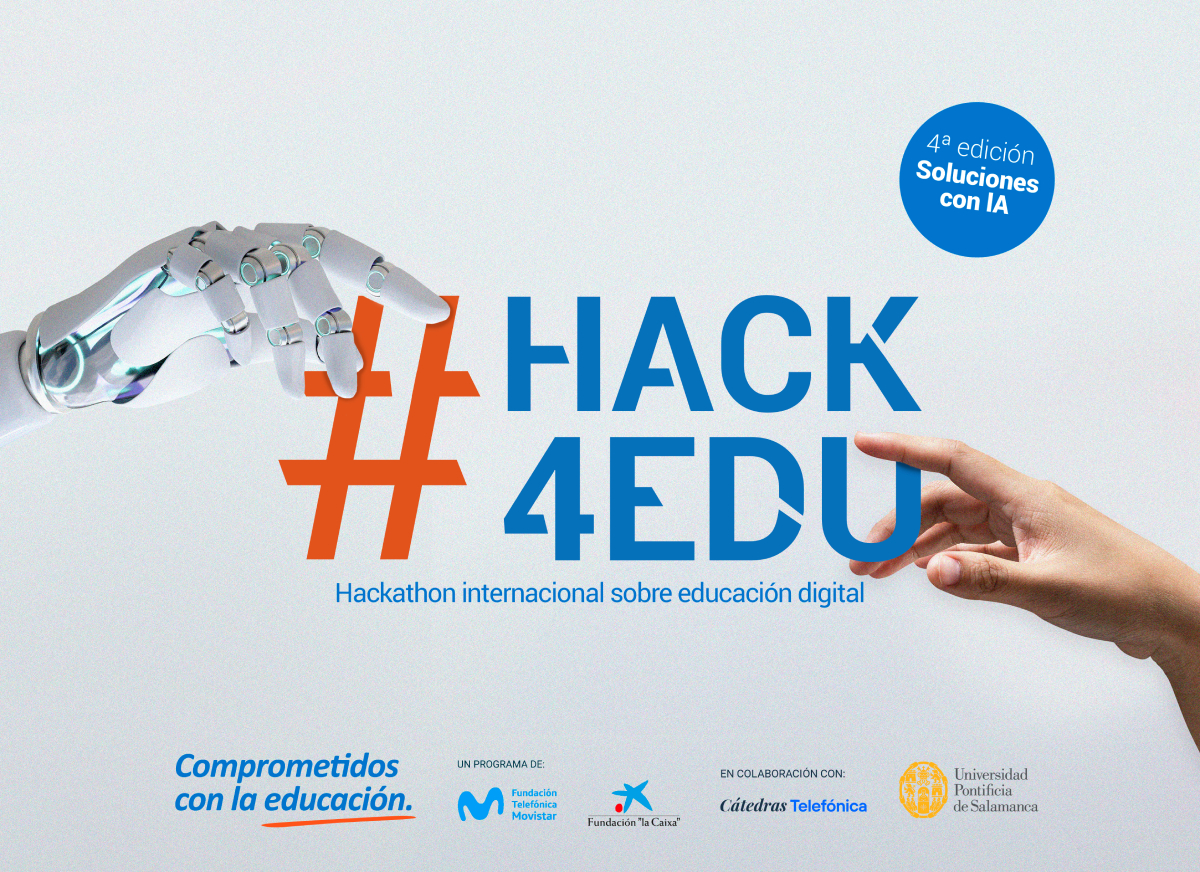 4ª edición
Soluciones
con IA
#HACK
4EDU
Hackathon internacional sobre educación digital
Comprometidos
con la educación.
UN PROGRAMA DE:
Fundación
Telefónica
Movistar
Fundación "la Caixa"
EN COLABORACIÓN CON:
Cátedras Telefónica
Universidad
Pontificia
de Salamanca